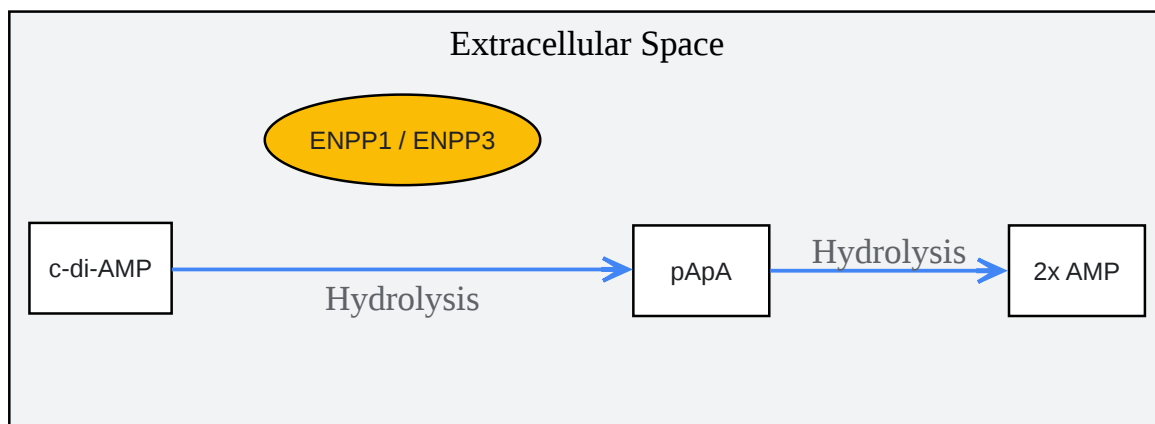 Extracellular Space
ENPP1 / ENPP3
c-di-AMP
Hydrolysis
pApA
Hydrolysis
2x AMP